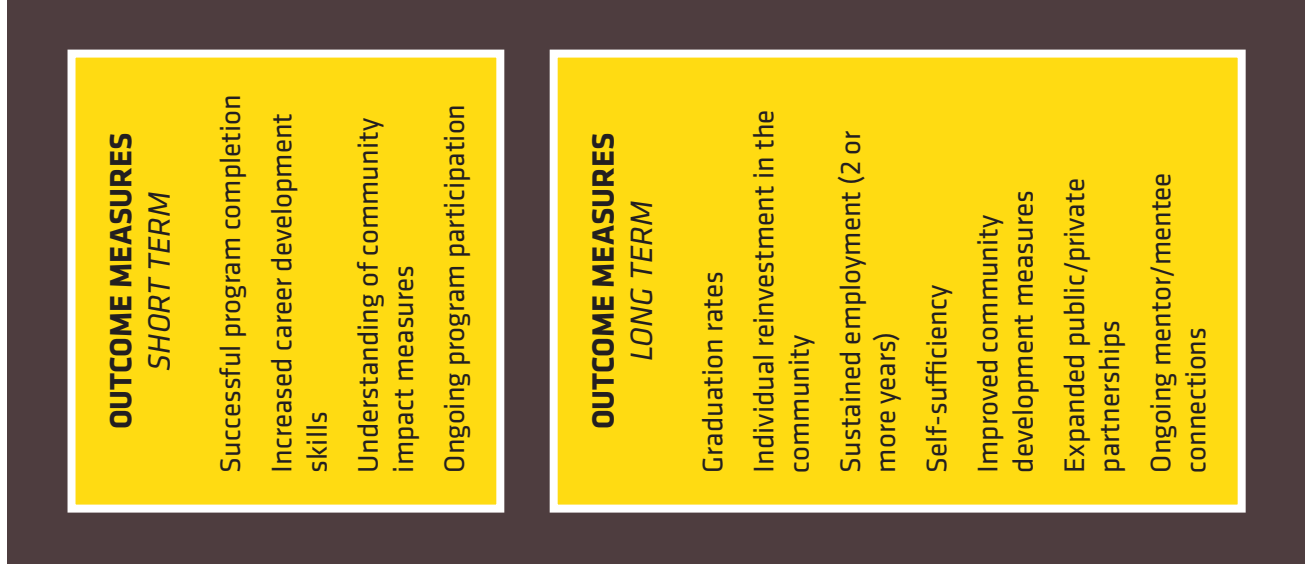 OUTCOME MEASURES
SHORT TERM
Successful program completion
Increased career development
skills
Understanding of community
impact measures
Ongoing program participation
OUTCOME MEASURES
LONG TERM
Graduation rates
Individual reinvestment in the
community
Sustained employment (2 or
more years)
Self-sufficiency
Improved community
development measures
Expanded public/private
partnerships
Ongoing mentor/mentee
connections